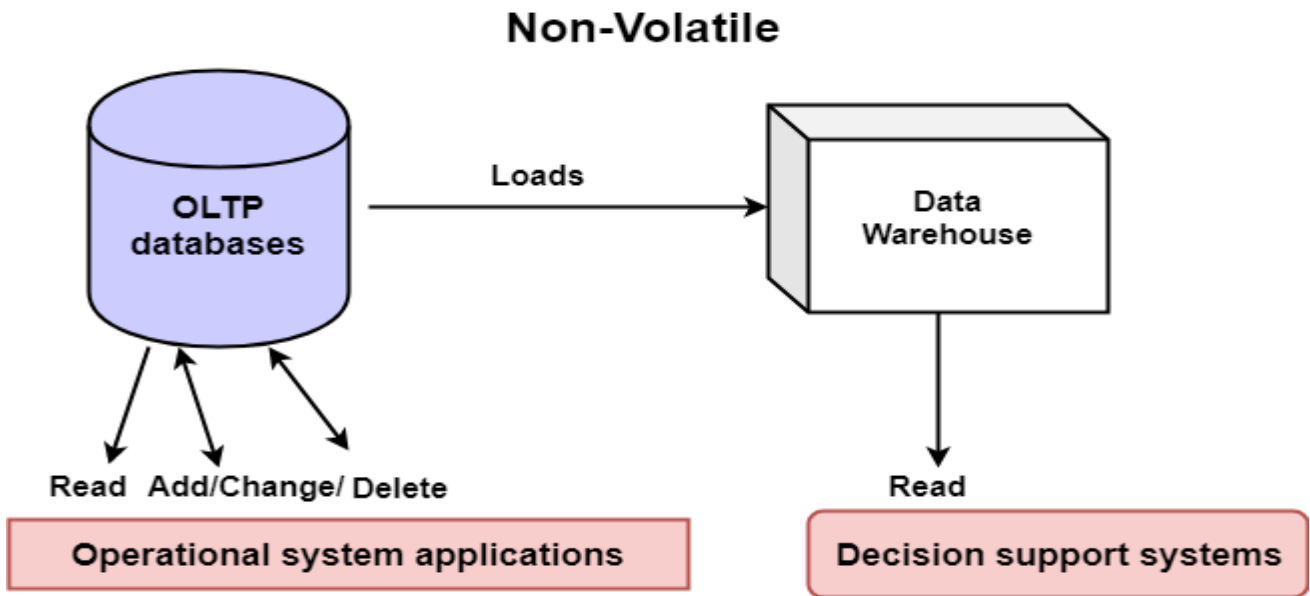 Non-Volatile
OLTP
databases
Loads
Data
Warehouse
Read Add/Change/ Delete
Read
Operational system applications
Decision support systems